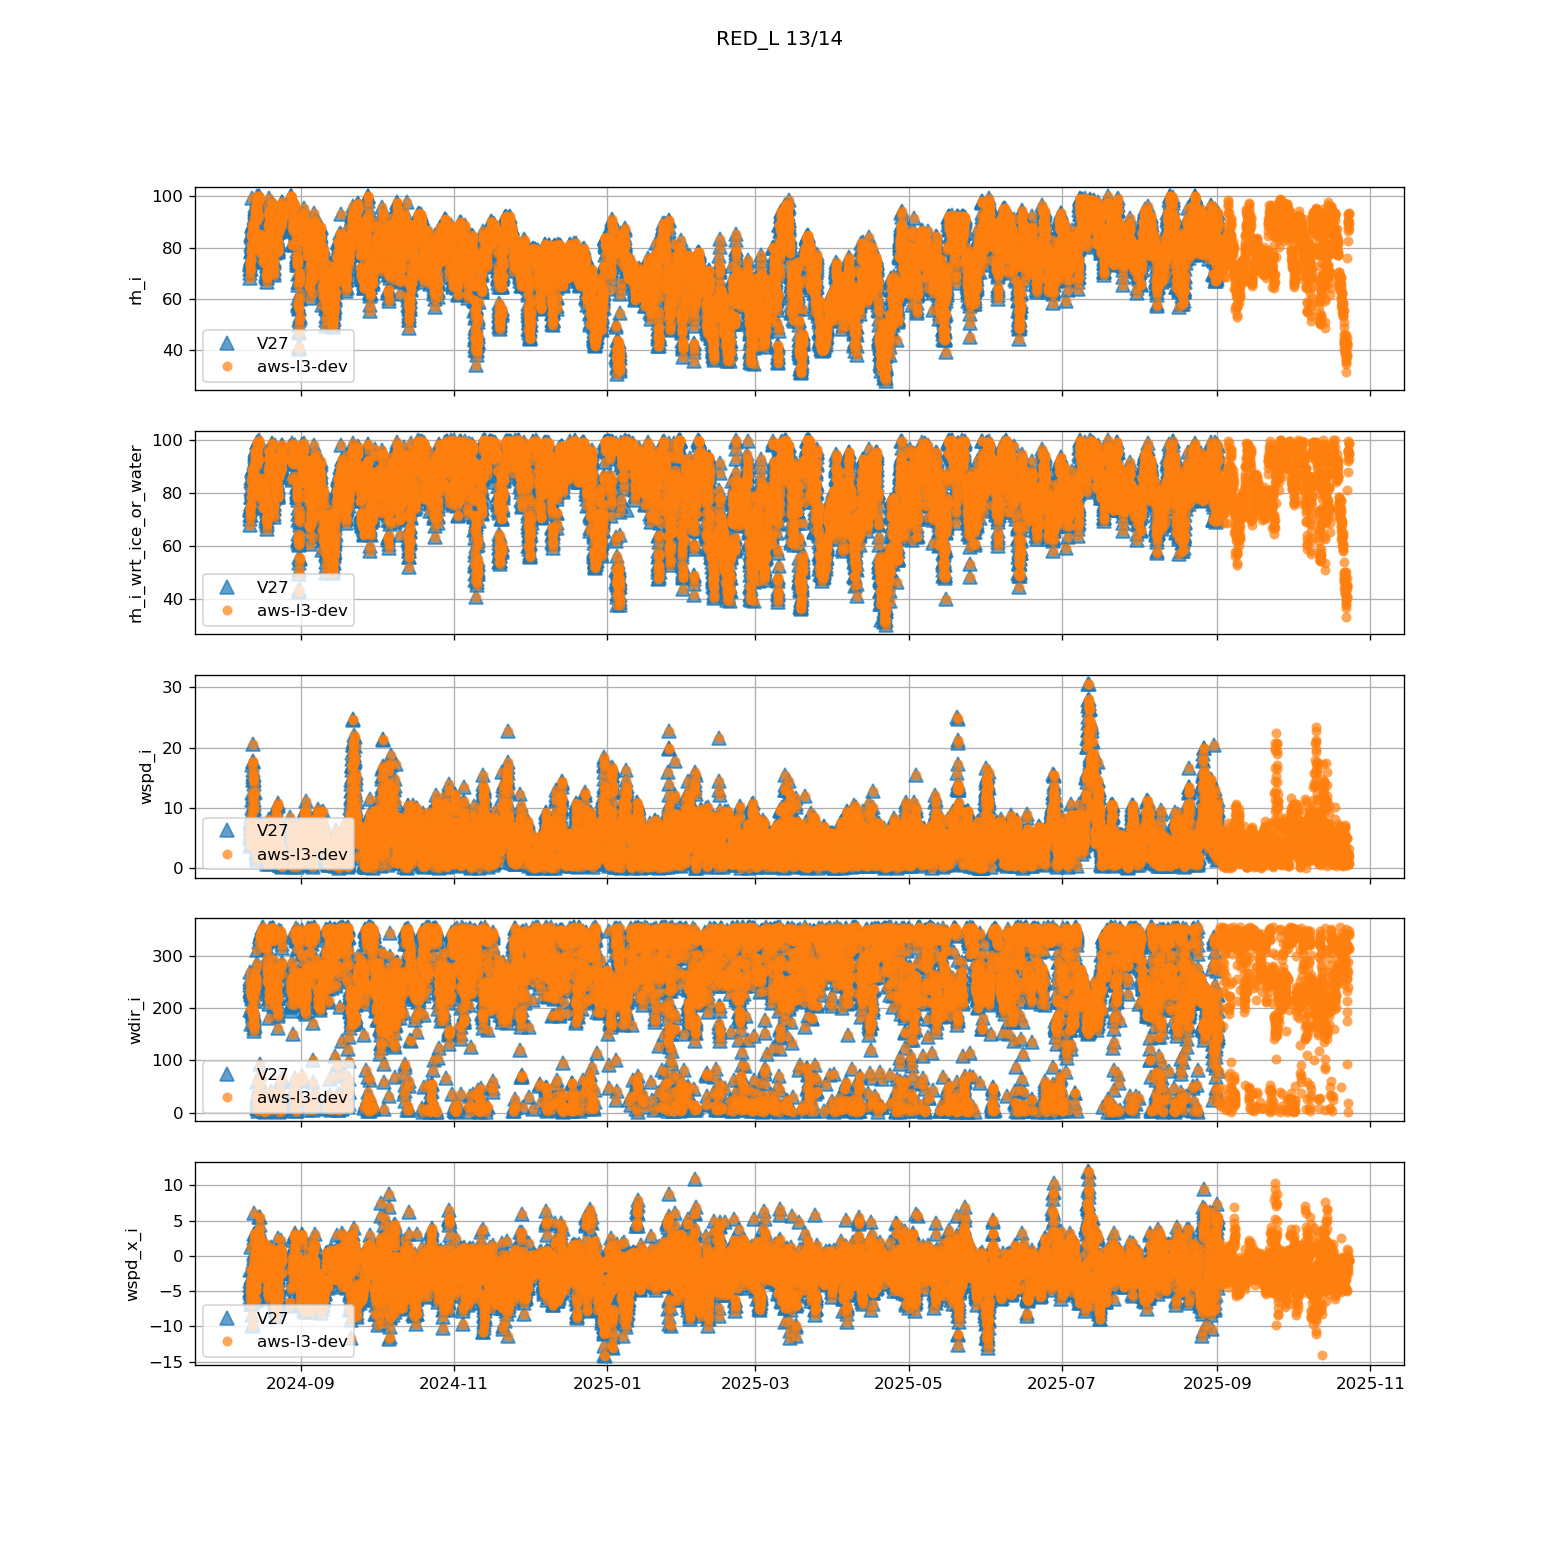 RED_L 13/14
100
80
60
40
rh_i
V27
aws-l3-dev
100
80
60
40
rh_i_wrt_ice_or_water
V27
aws-l3-dev
30
20
10
0
wspd_i
V27
aws-l3-dev
300
200
100
0
wdir_i
V27
aws-l3-dev
10
5
0
−5
−10
−15
wspd_x_i
V27
aws-l3-dev
2024-09 2024-11 2025-01 2025-03 2025-05 2025-07 2025-09 2025-11